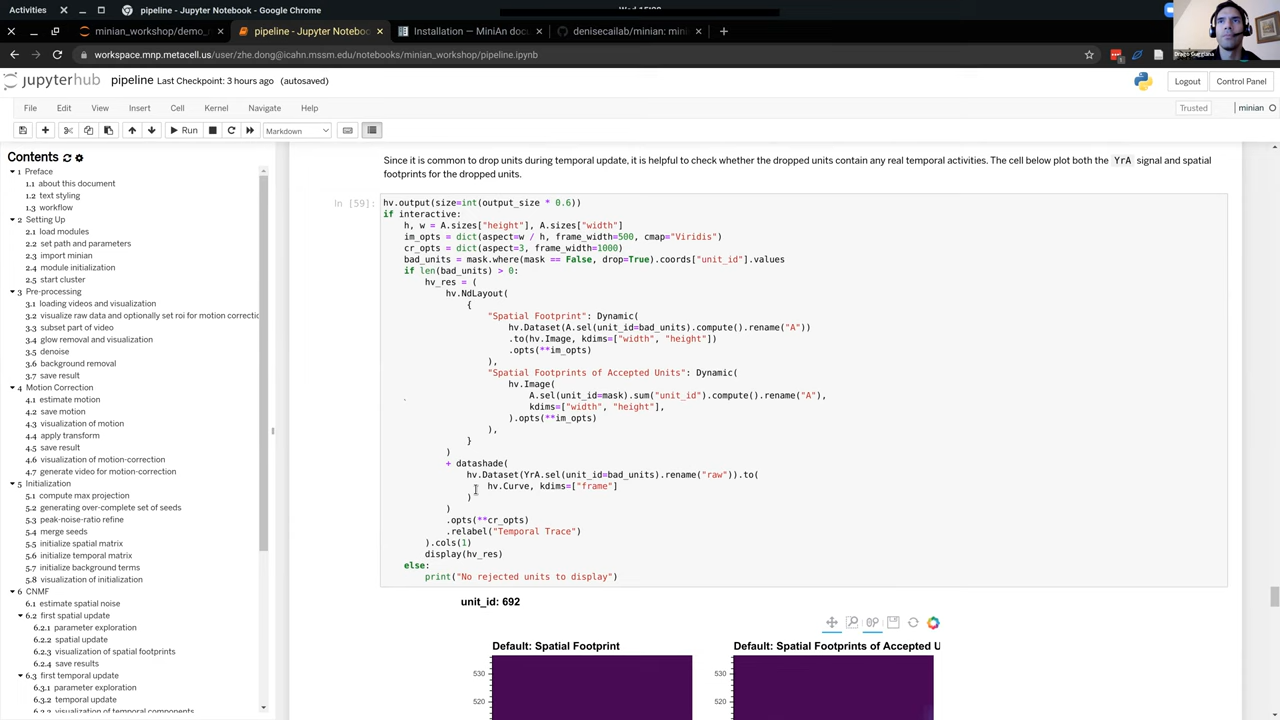 Activities
pipeline - Jupyter Notebook - Google Chrome
minian_workshop/demo_
pipeline - Jupyter Noteboo
Installation — MiniAn docu
denisecailab/minian: mini
workspace.mnp.metacell.us/user/zhe.dong@icahn.mssm.edu/notebooks/minian_workshop/pipeline.ipynb
jupyterhub pipeline Last Checkpoint: 3 hours ago (autosaved)
Logout Control Panel
File Edit View Insert Cell Kernel Navigate Help
Trusted minian
Run Markdown
Contents
1 Preface
1.1 about this document
1.2 text styling
1.3 workflow
2 Setting Up
2.1 load modules
2.2 set path and parameters
2.3 import minian
2.4 module initialization
2.5 start cluster
3 Pre-processing
3.1 loading videos and visualization
3.2 visualize raw data and optionally set roi for motion correctio
3.3 subset part of video
3.4 glow removal and visualization
3.5 denoise
3.6 background removal
3.7 save result
4 Motion Correction
4.1 estimate motion
4.2 save motion
4.3 visualization of motion
4.4 apply transform
4.5 save result
4.6 visualization of motion-correction
4.7 generate video for motion-correction
5 Initialization
5.1 compute max projection
5.2 generating over-complete set of seeds
5.3 peak-noise-ratio refine
5.4 merge seeds
5.5 initialize spatial matrix
5.6 initialize temporal matrix
5.7 initialize background terms
5.8 visualization of initialization
6 CNMF
6.1 estimate spatial noise
6.2 first spatial update
6.2.1 parameter exploration
6.2.2 spatial update
6.2.3 visualization of spatial footprints
6.2.4 save results
6.3 first temporal update
6.3.1 parameter exploration
6.3.2 temporal update
6.3.3 visualization of temporal components
Since it is common to drop units during temporal update, it is helpful to check whether the dropped units contain any real temporal activities. The cell below plot both the YrA signal and spatial
footprints for the dropped units.
In [59]:
hv.output(size=int(output_size * 0.6))
if interactive:
    h, w = A.sizes["height"], A.sizes["width"]
    im_opts = dict(aspect=w / h, frame_width=500, cmap="Viridis")
    cr_opts = dict(aspect=3, frame_width=1000)
    bad_units = mask.where(mask == False, drop=True).coords["unit_id"].values
    if len(bad_units) > 0:
        hv_res = (
            hv.NdLayout(
                {
                    "Spatial Footprint": Dynamic(
                        hv.Dataset(A.sel(unit_id=bad_units).compute().rename("A"))
                        .to(hv.Image, kdims=["width", "height"])
                        .opts(**im_opts)
                    ),
                    "Spatial Footprints of Accepted Units": Dynamic(
                        hv.Image(
                            A.sel(unit_id=mask).sum("unit_id").compute().rename("A"),
                            kdims=["width", "height"],
                        ).opts(**im_opts)
                    ),
                }
            )
            + datashade(
                hv.Dataset(YrA.sel(unit_id=bad_units).rename("raw")).to(
                    hv.Curve, kdims=["frame"]
                )
            )
            .opts(**cr_opts)
            .relabel("Temporal Trace")
        ).cols(1)
        display(hv_res)
    else:
        print("No rejected units to display")
unit_id: 692
Default: Spatial Footprint
Default: Spatial Footprints of Accepted U
530
520
530
520